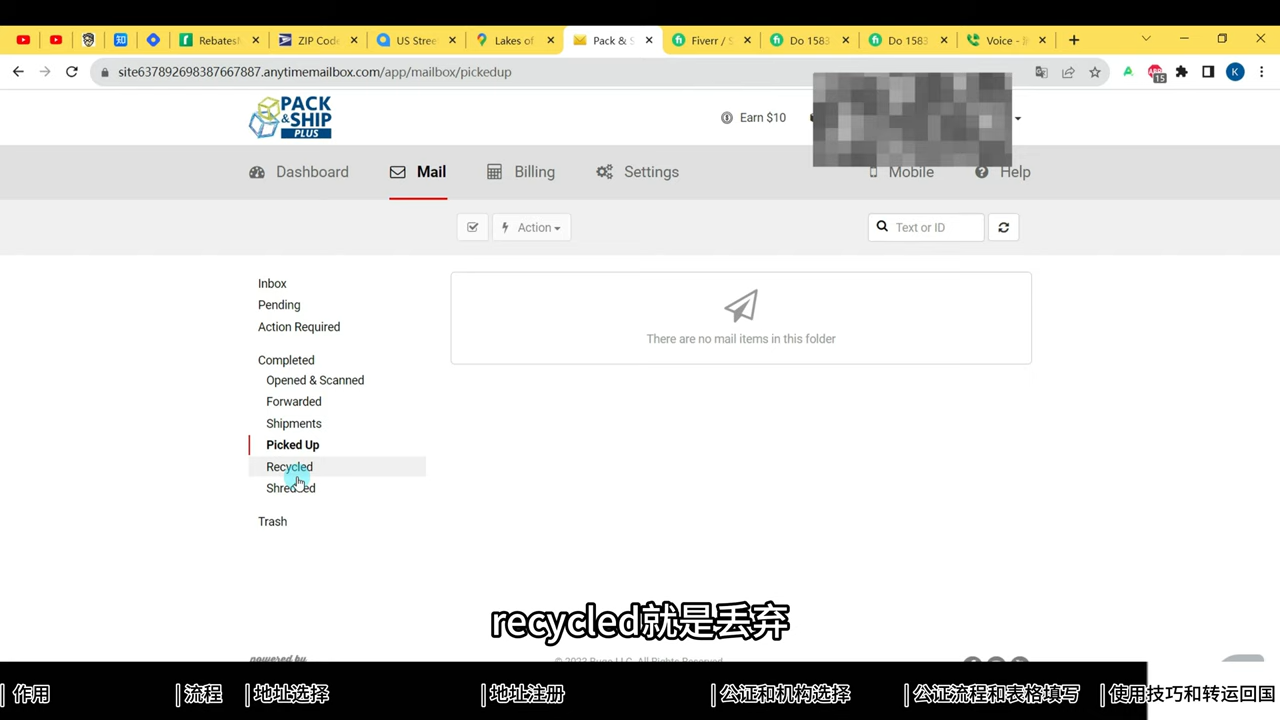 Rebates
ZIP Cod
US Stree
Lakes of
Pack & S
Fiverr / S
Do 1583
Do 1583
Voice -
site637892698387667887.anytimemailbox.com/app/mailbox/pickedup
15
K
PACK
&SHIP
PLUS
Earn $10
Dashboard
Mail
Billing
Settings
Mobile
Help
Action
Text or ID
Inbox
Pending
Action Required
Completed
Opened & Scanned
Forwarded
Shipments
Picked Up
Recycled
Shredded
Trash
There are no mail items in this folder
recycled就是丢弃
powered by
| 作用
| 流程
| 地址选择
| 地址注册
| 公证和机构选择
| 公证流程和表格填写
| 使用技巧和转运回国